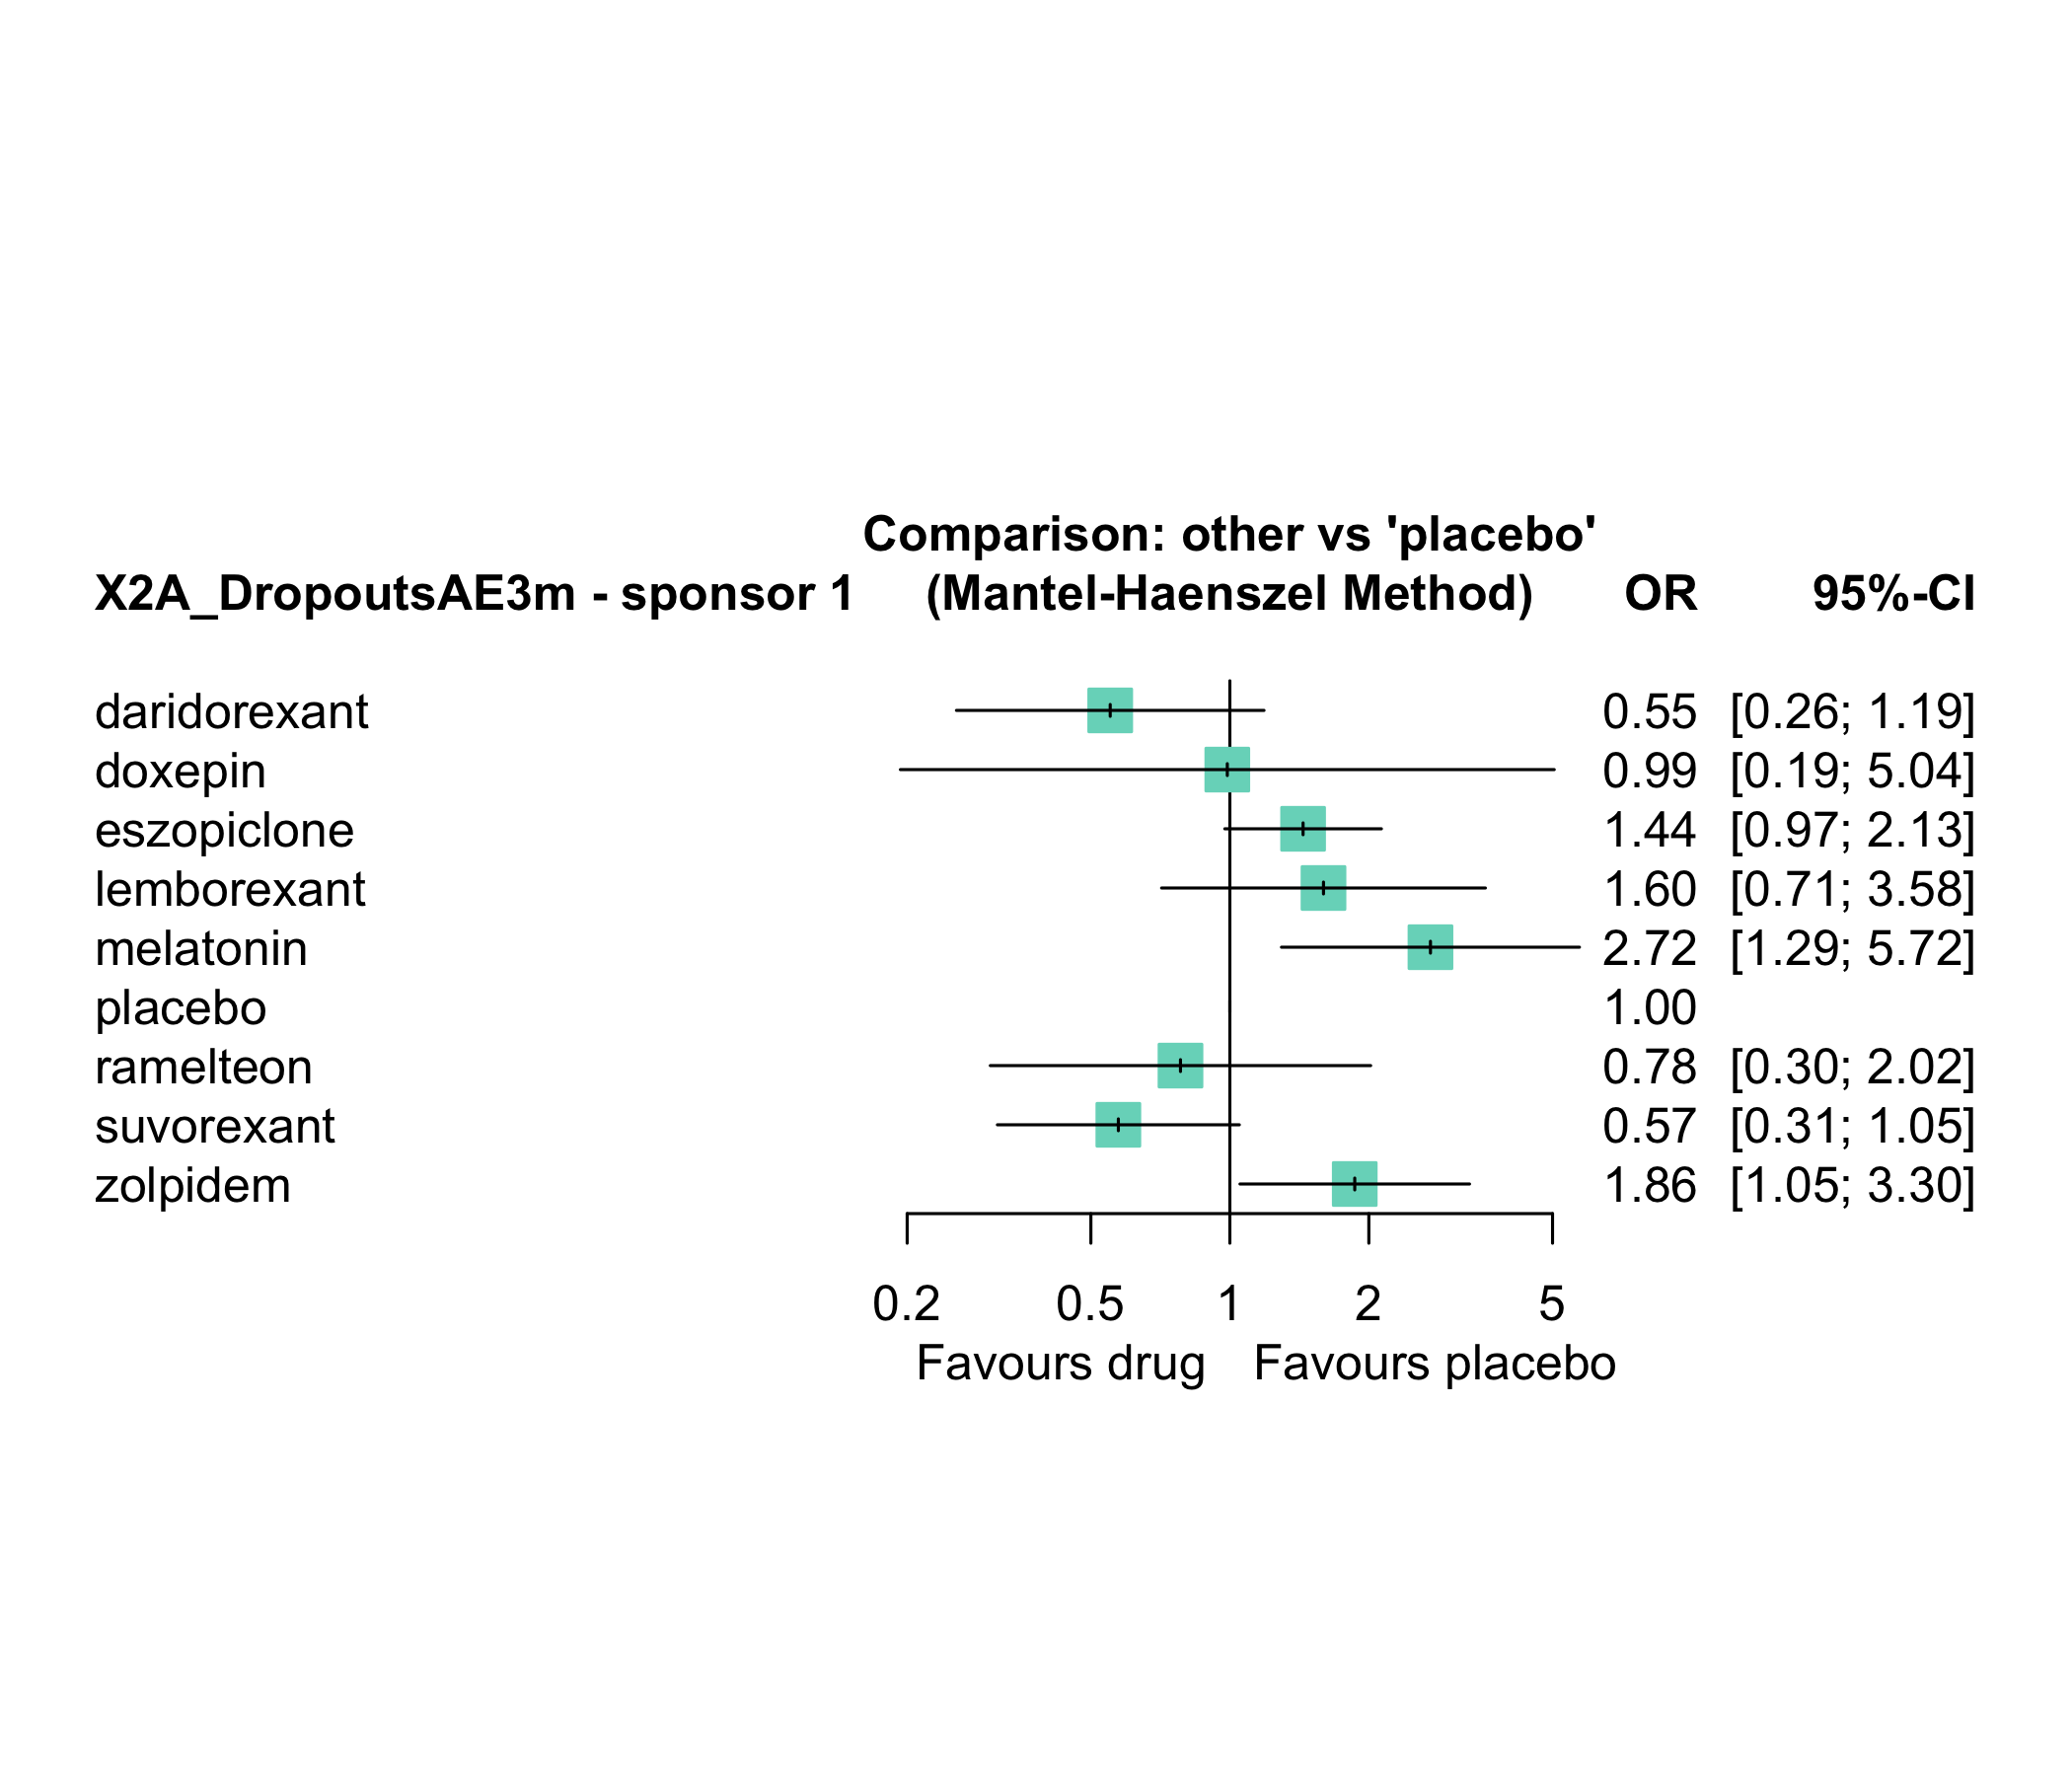 Comparison: other vs 'placebo'
X2A_DropoutsAE3m - sponsor 1 (Mantel-Haenszel Method) OR 95%-CI
daridorexant 0.55 [0.26; 1.19]
doxepin 0.99 [0.19; 5.04]
eszopiclone 1.44 [0.97; 2.13]
lemborexant 1.60 [0.71; 3.58]
melatonin 2.72 [1.29; 5.72]
placebo 1.00
ramelteon 0.78 [0.30; 2.02]
suvorexant 0.57 [0.31; 1.05]
zolpidem 1.86 [1.05; 3.30]
0.2 0.5 1 2 5
Favours drug Favours placebo